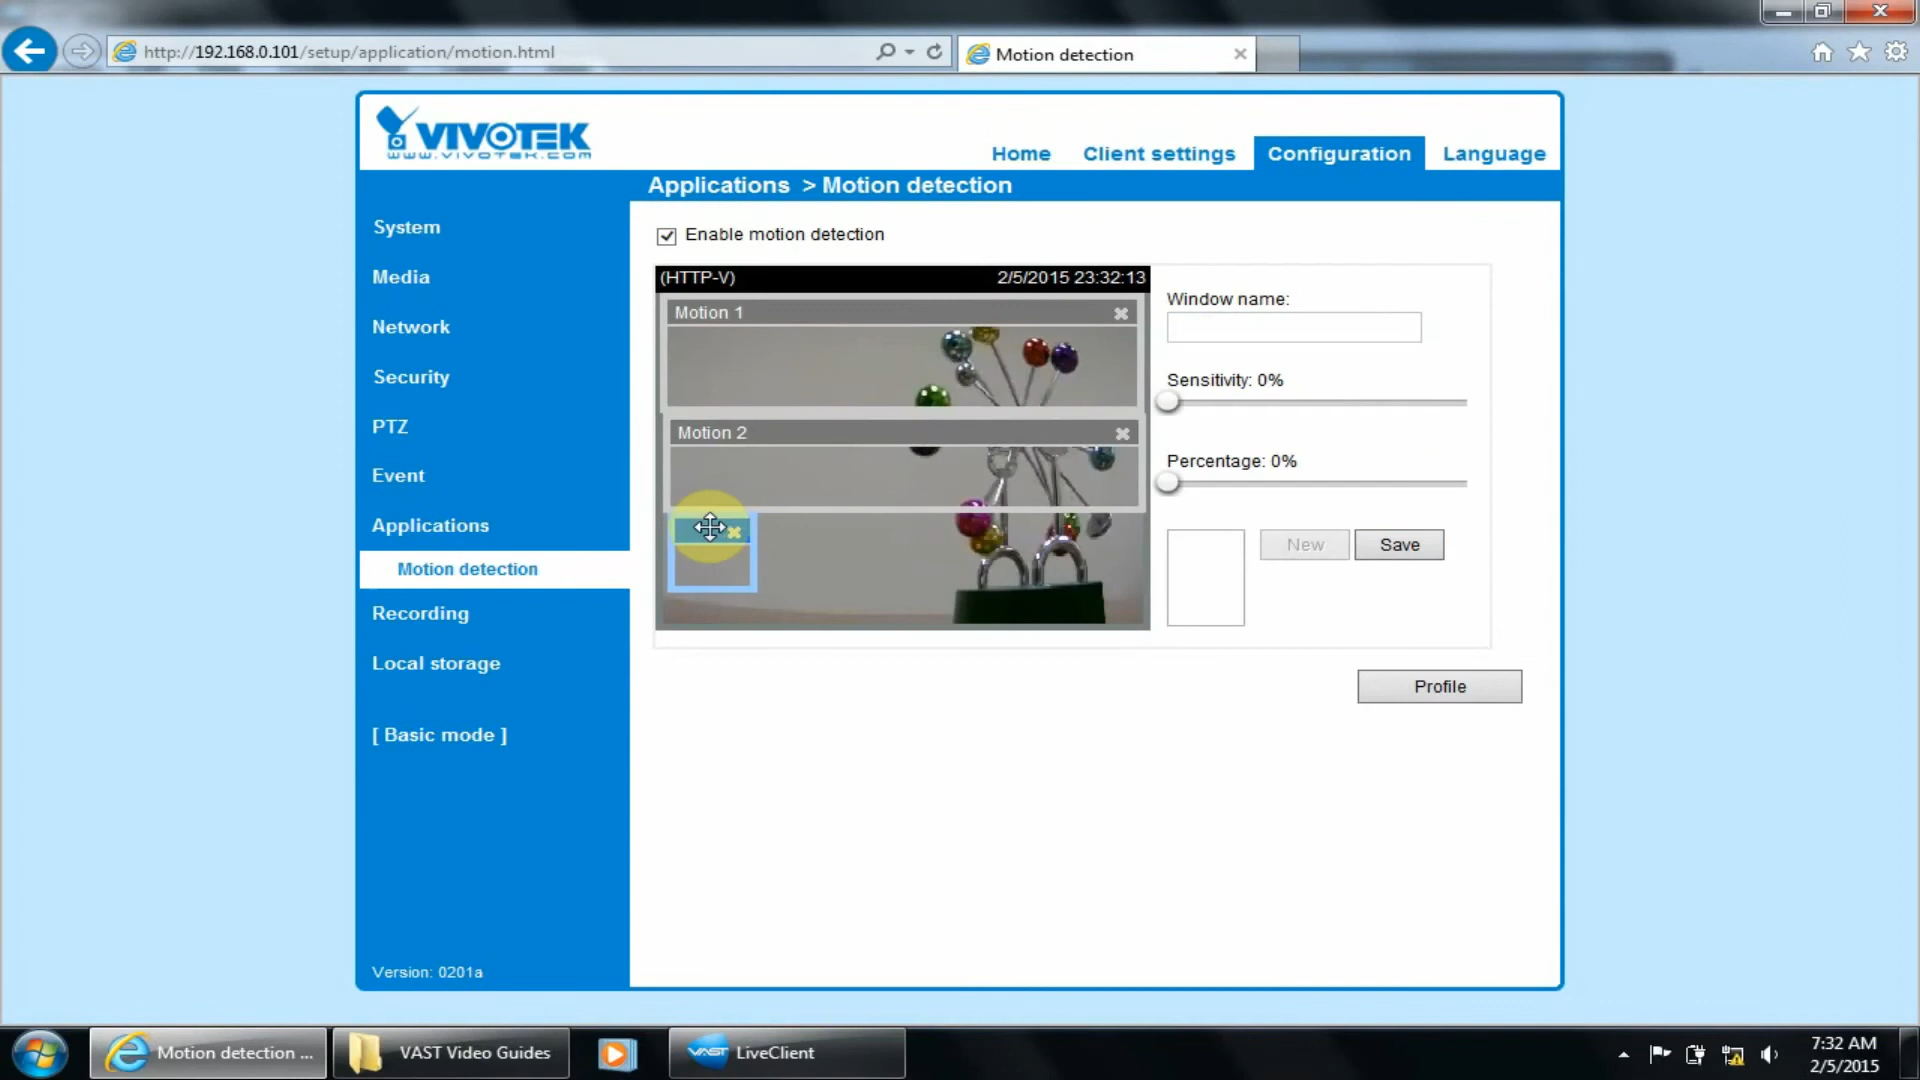 http://192.168.0.101/setup/application/motion.html
Motion detection
VIVOTEK
www.vivotek.com
Home
Client settings
Configuration
Language
Applications > Motion detection
System
Media
Network
Security
PTZ
Event
Applications
Motion detection
Recording
Local storage
[ Basic mode ]
Version: 0201a
Enable motion detection
(HTTP-V) 2/5/2015 23:32:13
Motion 1
Motion 2
Window name:
Sensitivity: 0%
Percentage: 0%
New
Save
Profile
Motion detection ...
VAST Video Guides
VAST
LiveClient
7:32 AM
2/5/2015